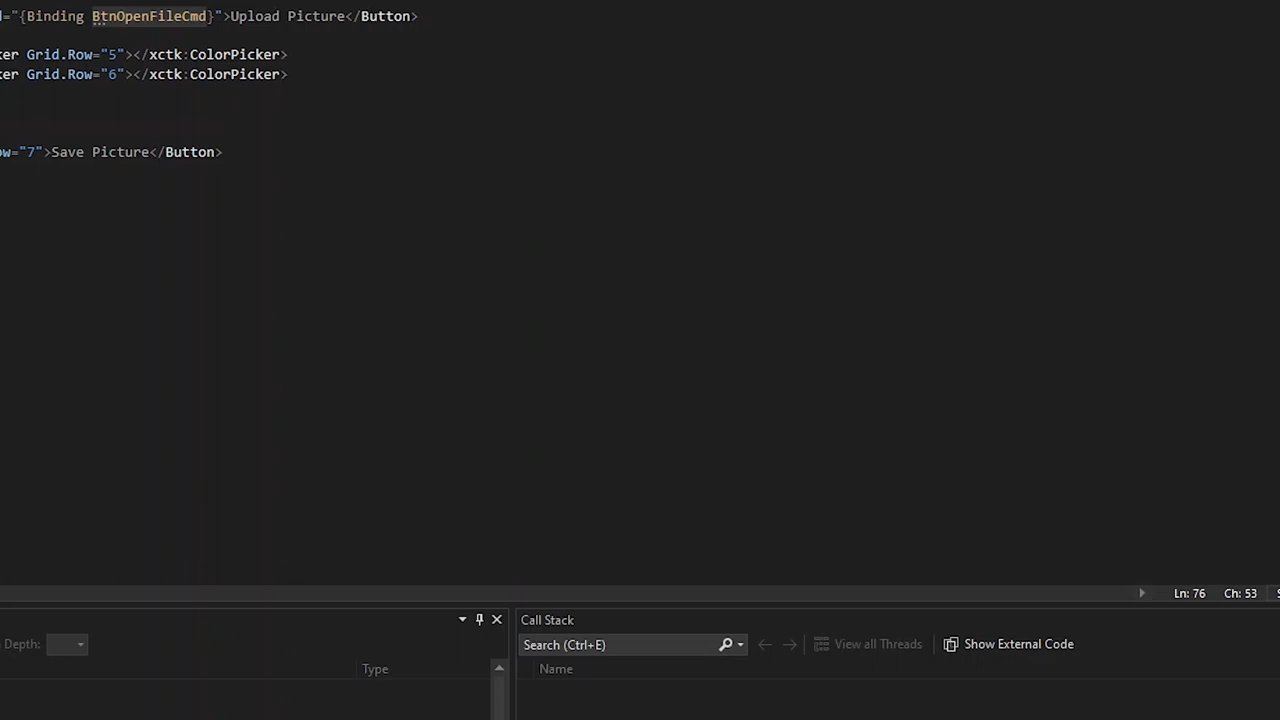 d="{Binding BtnOpenFileCmd}">Upload Picture</Button>
ker Grid.Row="5"></xctk:ColorPicker>
ker Grid.Row="6"></xctk:ColorPicker>
ow="7">Save Picture</Button>
Ln: 76 Ch: 53 S
Call Stack
Depth: Search (Ctrl+E) View all Threads Show External Code
Type Name